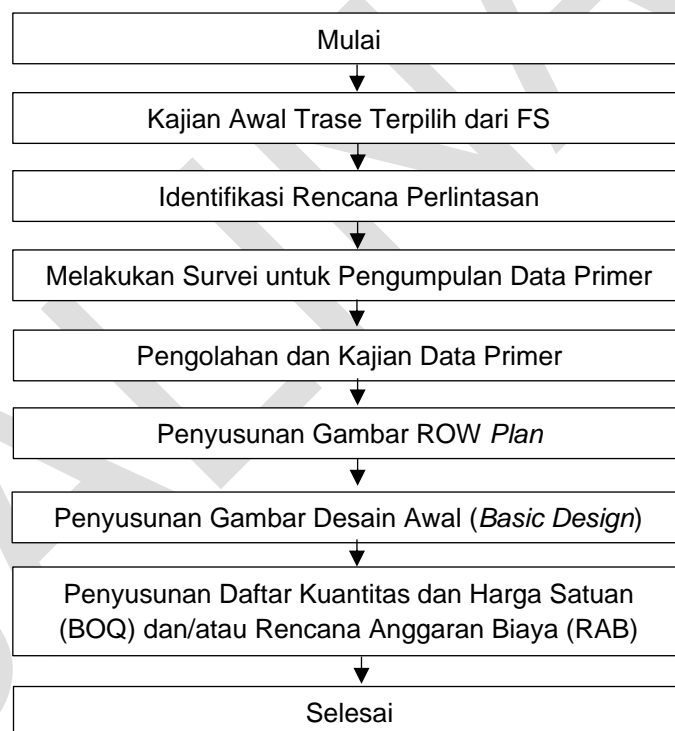 Mulai
Kajian Awal Trase Terpilih dari FS
Identifikasi Rencana Perlintasan
Melakukan Survei untuk Pengumpulan Data Primer
Pengolahan dan Kajian Data Primer
Penyusunan Gambar ROW Plan
Penyusunan Gambar Desain Awal (Basic Design)
Penyusunan Daftar Kuantitas dan Harga Satuan
(BOQ) dan/atau Rencana Anggaran Biaya (RAB)
Selesai